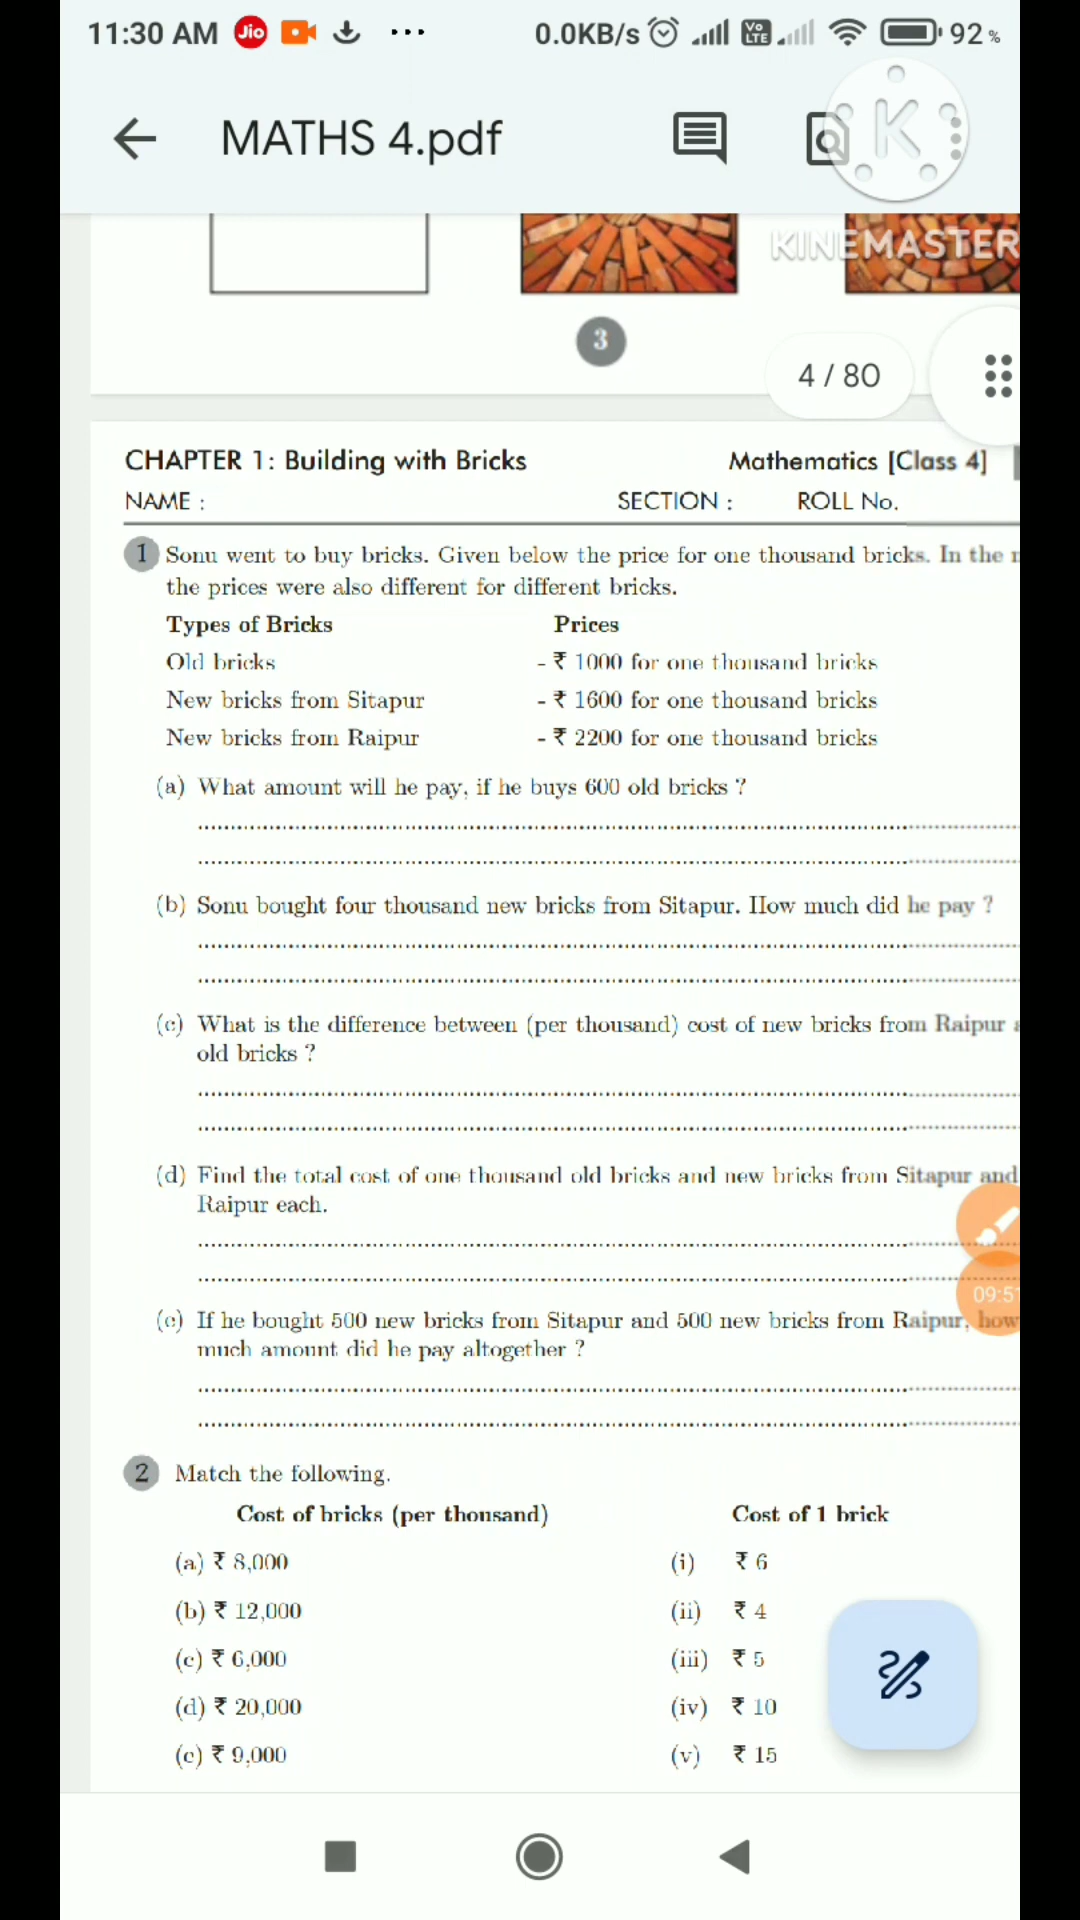 11:30 AM Jio ... 0.0KB/s Vo LTE 92%
MATHS 4.pdf
K
KINEMASTER
3
4 / 80
CHAPTER 1: Building with Bricks Mathematics [Class 4]
NAME : SECTION : ROLL No.
1 Sonu went to buy bricks. Given below the price for one thousand bricks. In the
the prices were also different for different bricks.
Types of Bricks Prices
Old bricks - ₹ 1000 for one thousand bricks
New bricks from Sitapur - ₹ 1600 for one thousand bricks
New bricks from Raipur - ₹ 2200 for one thousand bricks
(a) What amount will he pay, if he buys 600 old bricks ?
(b) Sonu bought four thousand new bricks from Sitapur. How much did he pay ?
(c) What is the difference between (per thousand) cost of new bricks from Raipur
old bricks ?
(d) Find the total cost of one thousand old bricks and new bricks from Sitapur and
Raipur each.
09:5
(e) If he bought 500 new bricks from Sitapur and 500 new bricks from Raipur, how
much amount did he pay altogether ?
2 Match the following.
Cost of bricks (per thousand) Cost of 1 brick
(a) ₹ 8,000 (i) ₹ 6
(b) ₹ 12,000 (ii) ₹ 4
(c) ₹ 6,000 (iii) ₹ 5
(d) ₹ 20,000 (iv) ₹ 10
(e) ₹ 9,000 (v) ₹ 15